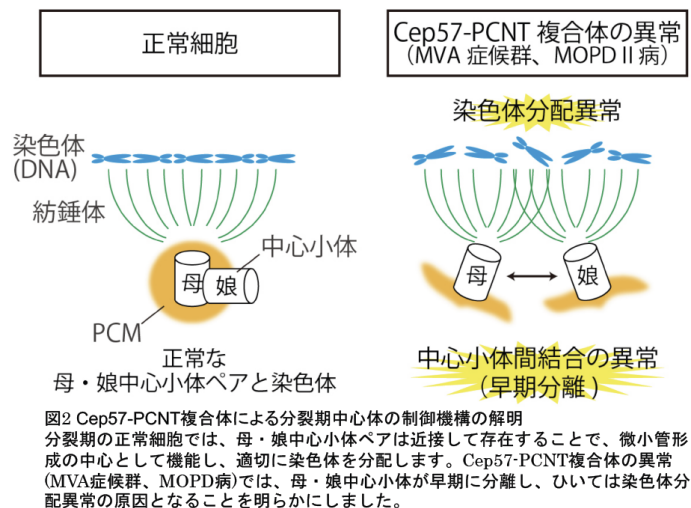 正常細胞
Cep57-PCNT 複合体の異常
（MVA 症候群、MOPDⅡ病）
染色体分配異常
染色体
(DNA)
紡錘体
中心小体
母
娘
PCM
正常な
母・娘中心小体ペアと染色体
母
娘
中心小体間結合の異常
（早期分離 )
図2 Cep57-PCNT複合体による分裂期中心体の制御機構の解明
分裂期の正常細胞では、母・娘中心小体ペアは近接して存在することで、微小管形
成の中心として機能し、適切に染色体を分配します。Cep57-PCNT複合体の異常
(MVA症候群、MOPD病)では、母・娘中心小体が早期に分離し、ひいては染色体分
配異常の原因となることを明らかにしました。